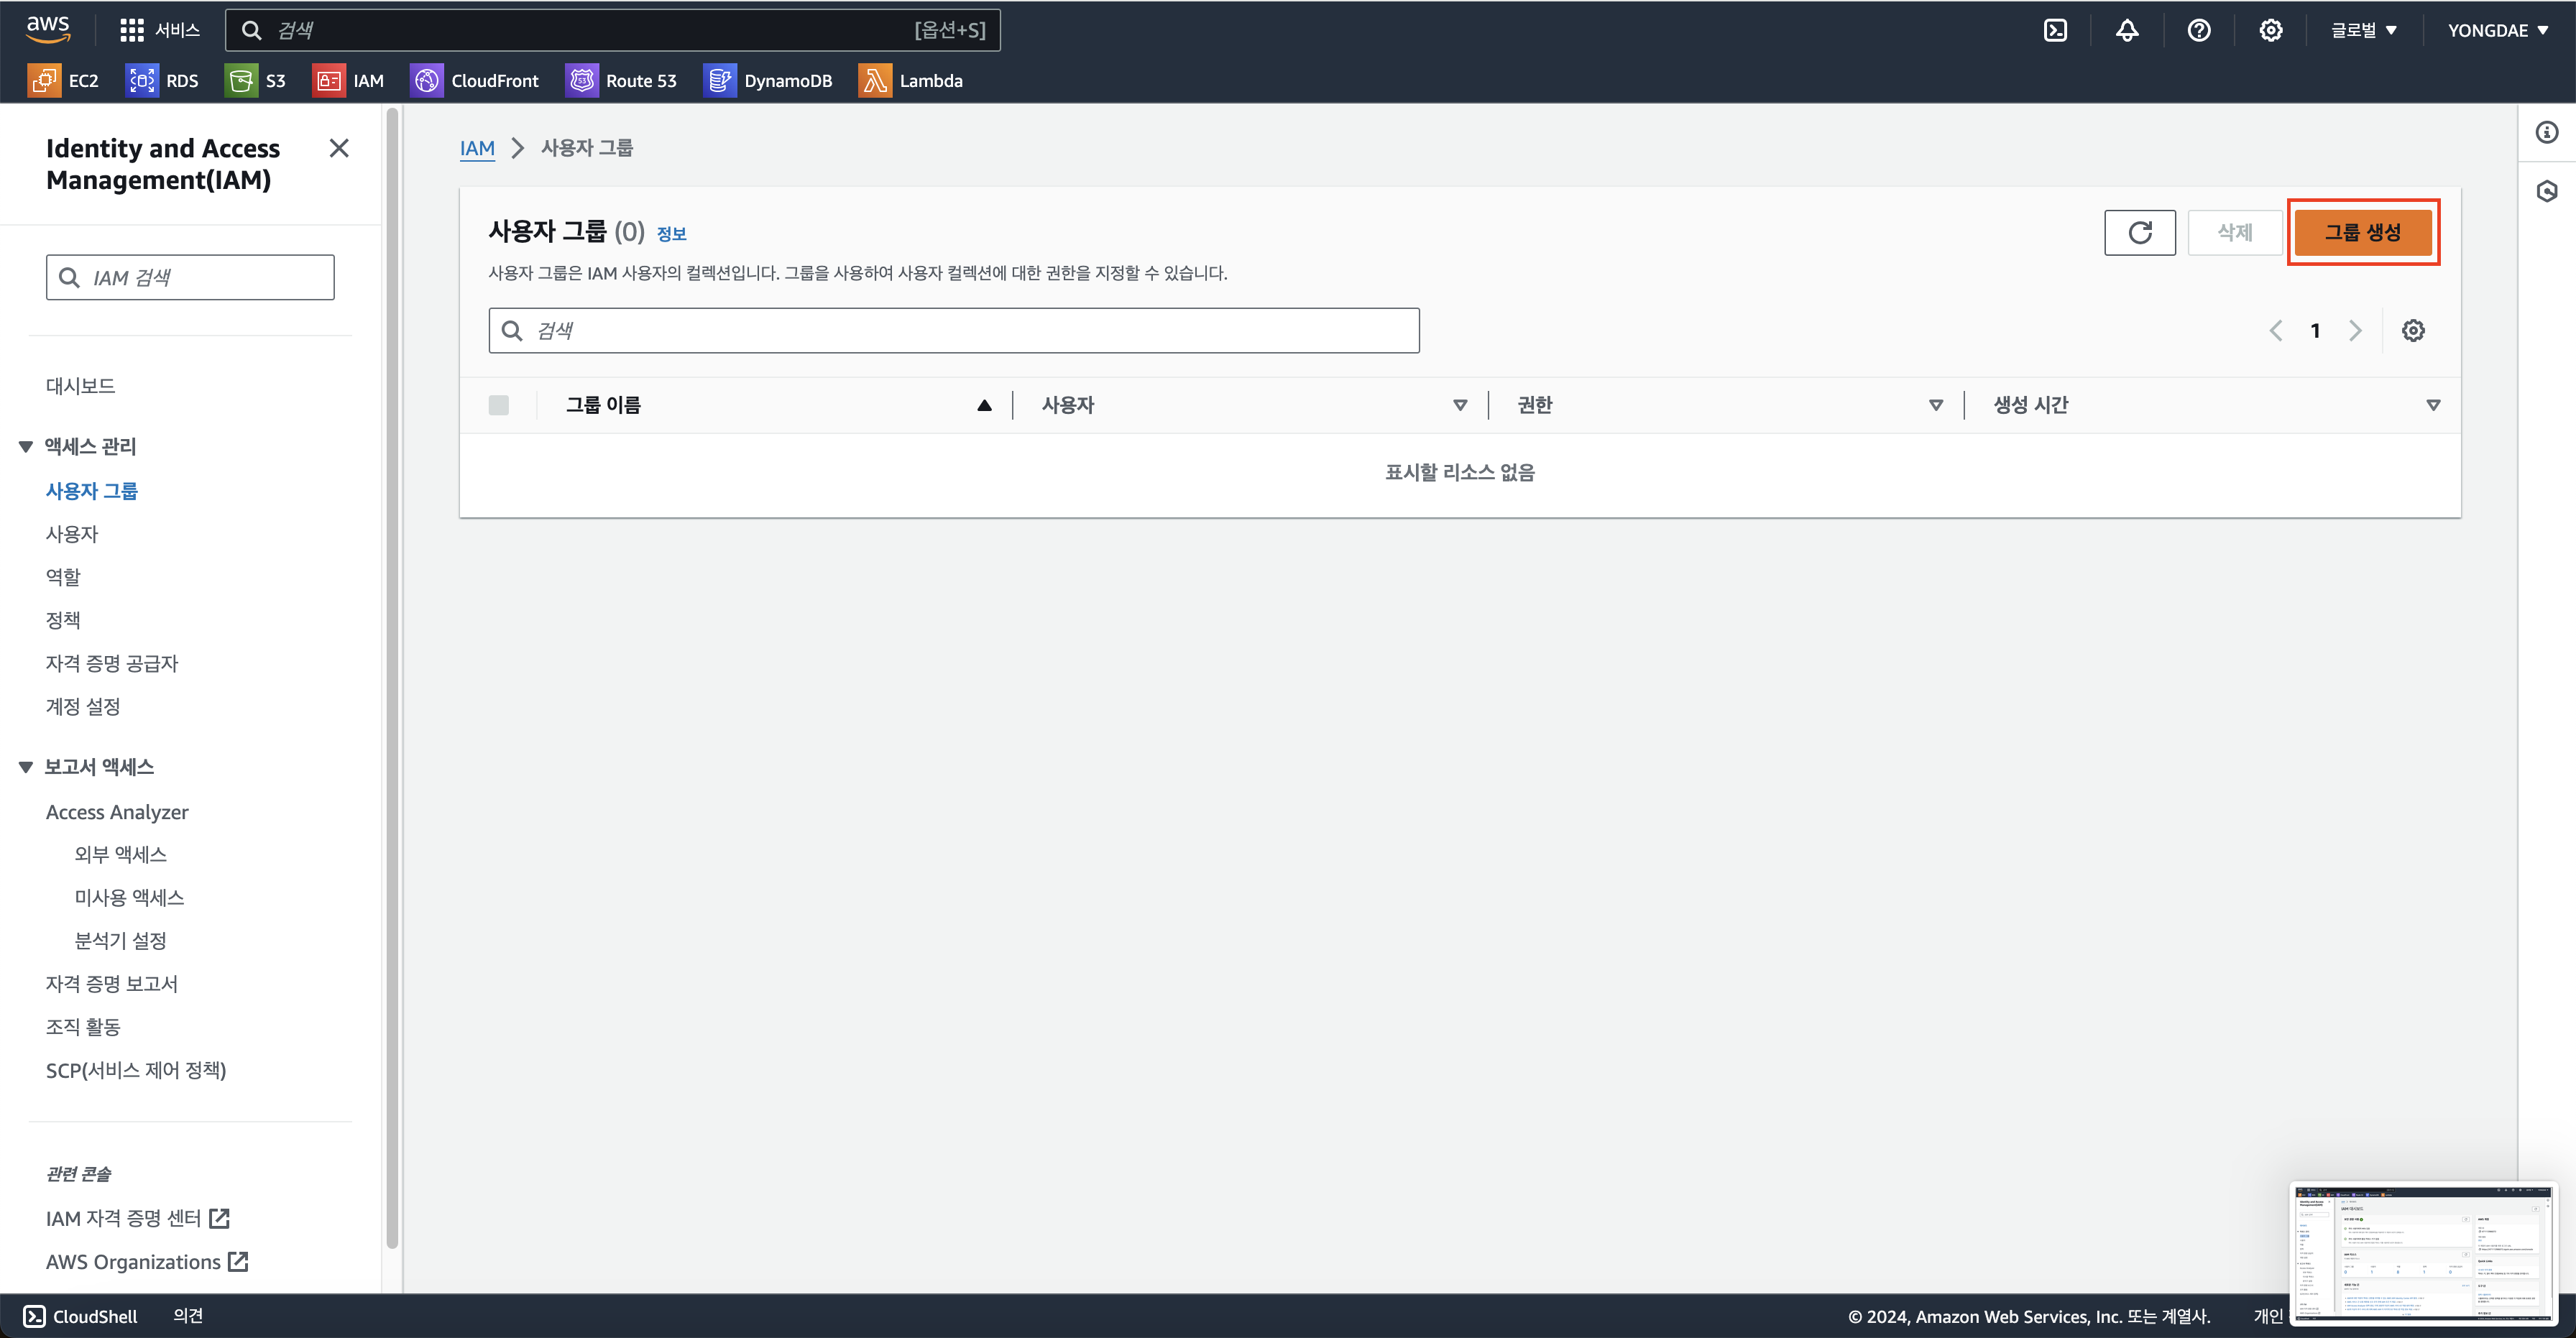 aws
서비스
검색
[옵션+S]
글로벌
YONGDAE
EC2
RDS
S3
IAM
CloudFront
Route 53
DynamoDB
Lambda
Identity and Access
Management(IAM)
IAM 검색
대시보드
액세스 관리
사용자 그룹
사용자
역할
정책
자격 증명 공급자
계정 설정
보고서 액세스
Access Analyzer
외부 액세스
미사용 액세스
분석기 설정
자격 증명 보고서
조직 활동
SCP(서비스 제어 정책)
관련 콘솔
IAM 자격 증명 센터
AWS Organizations
IAM
사용자 그룹
사용자 그룹 (0) 정보
삭제
그룹 생성
사용자 그룹은 IAM 사용자의 컬렉션입니다. 그룹을 사용하여 사용자 컬렉션에 대한 권한을 지정할 수 있습니다.
검색
1
그룹 이름
사용자
권한
생성 시간
표시할 리소스 없음
CloudShell
의견
© 2024, Amazon Web Services, Inc. 또는 계열사.
개인